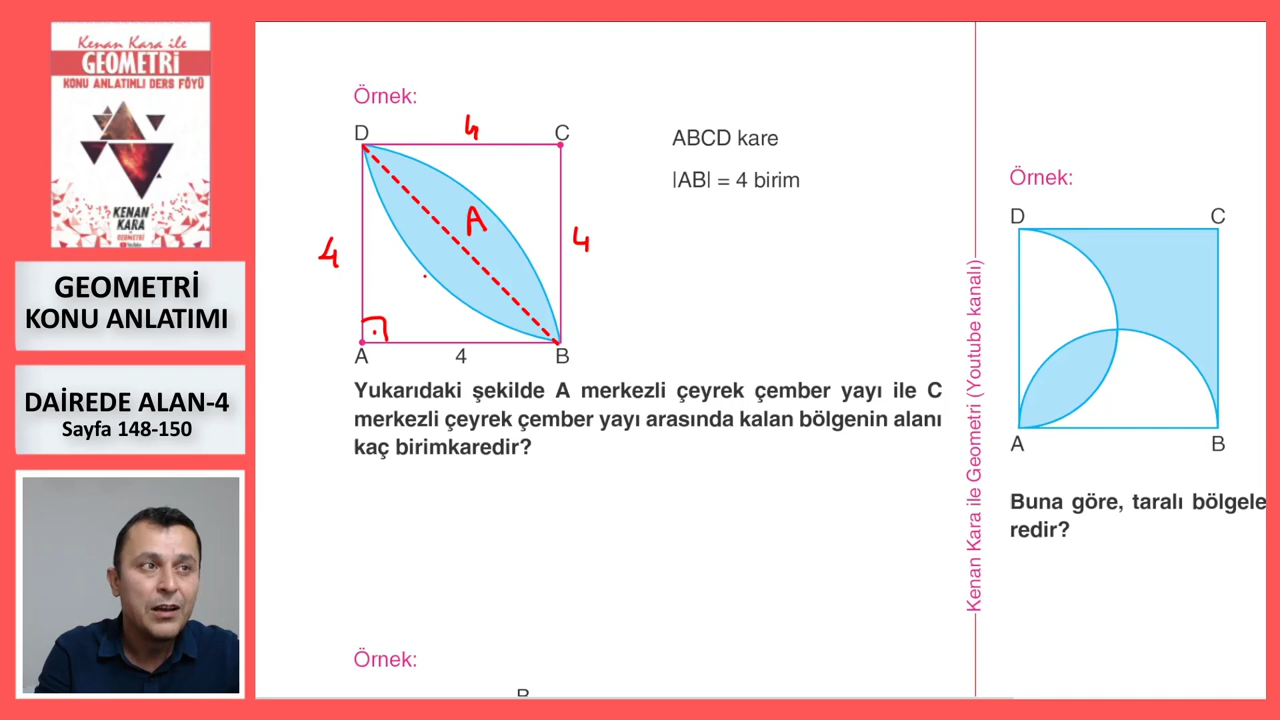 Kenan Kara ile
GEOMETRİ
KONU ANLATIMLI DERS FÖYÜ
KENAN
KARA
ile
GEOMETRİ
YouTube
GEOMETRİ
KONU ANLATIMI
DAİREDE ALAN-4
Sayfa 148-150
Örnek:
D
4
C
4
A
4
A
4
B
ABCD kare
|AB| = 4 birim
Yukarıdaki şekilde A merkezli çeyrek çember yayı ile C
merkezli çeyrek çember yayı arasında kalan bölgenin alanı
kaç birimkaredir?
Örnek:
Kenan Kara ile Geometri (Youtube kanalı)
Örnek:
D
C
A
B
Buna göre, taralı bölgele
redir?